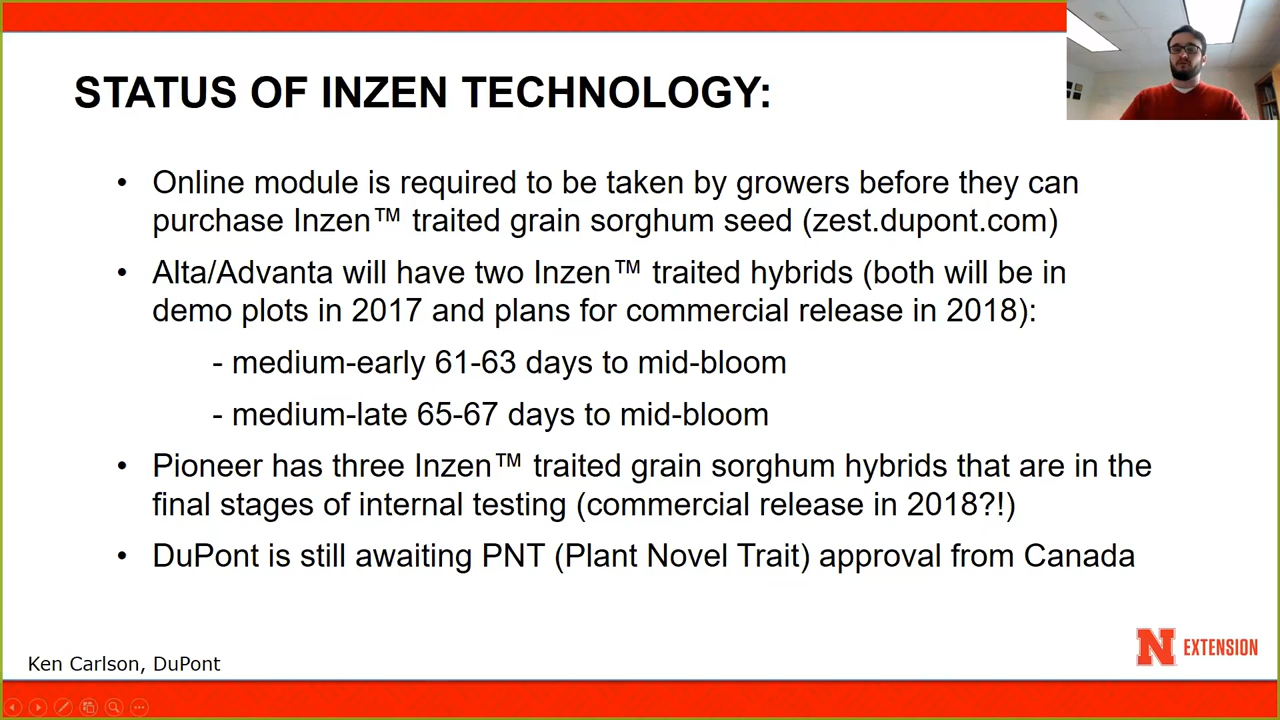 STATUS OF INZEN TECHNOLOGY:
• Online module is required to be taken by growers before they can
purchase Inzen™ traited grain sorghum seed (zest.dupont.com)
• Alta/Advanta will have two Inzen™ traited hybrids (both will be in
demo plots in 2017 and plans for commercial release in 2018):
- medium-early 61-63 days to mid-bloom
- medium-late 65-67 days to mid-bloom
• Pioneer has three Inzen™ traited grain sorghum hybrids that are in the
final stages of internal testing (commercial release in 2018?!)
• DuPont is still awaiting PNT (Plant Novel Trait) approval from Canada
Ken Carlson, DuPont
N EXTENSION